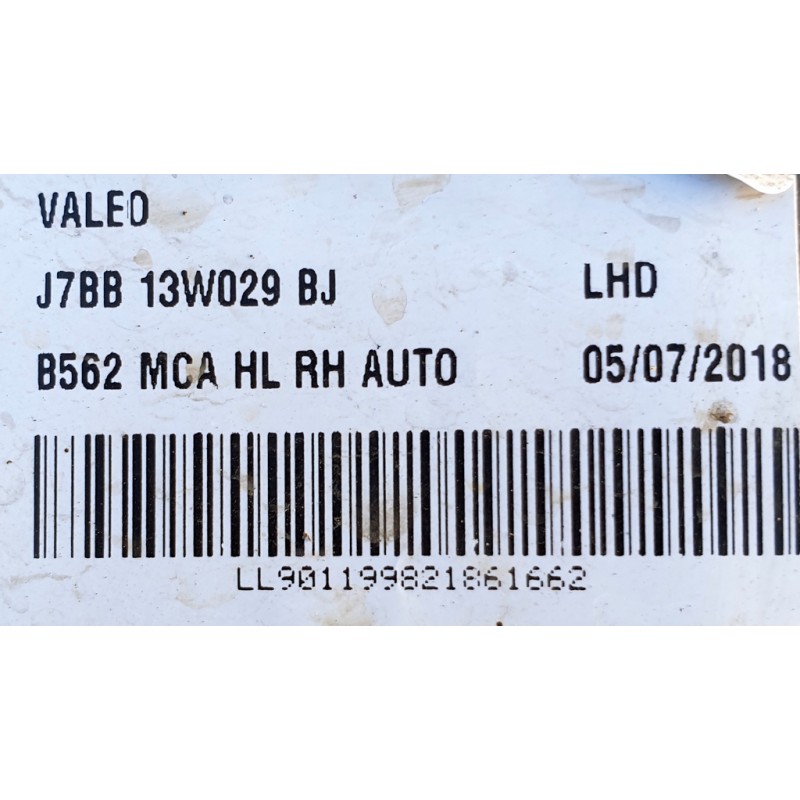 VALEO
J7BB 13W029 BJ LHD
B562 MCA HL RH AUTO 05/07/2018
LL901199821861662